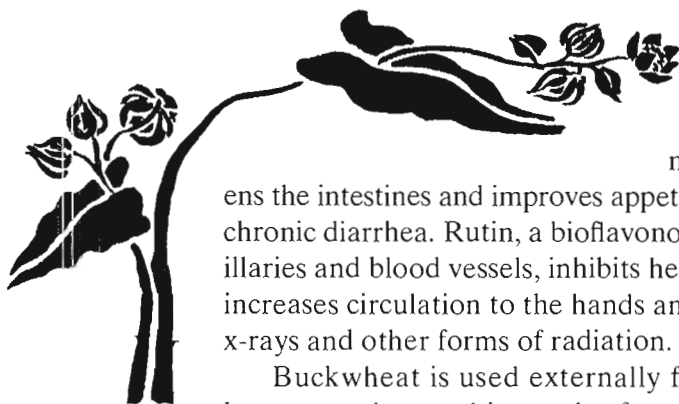 ens the intestines and improves appet
chronic diarrhea. Rutin, a bioflavono
illaries and blood vessels, inhibits he
increases circulation to the hands an
x-rays and other forms of radiation.
Buckwheat is used externally f